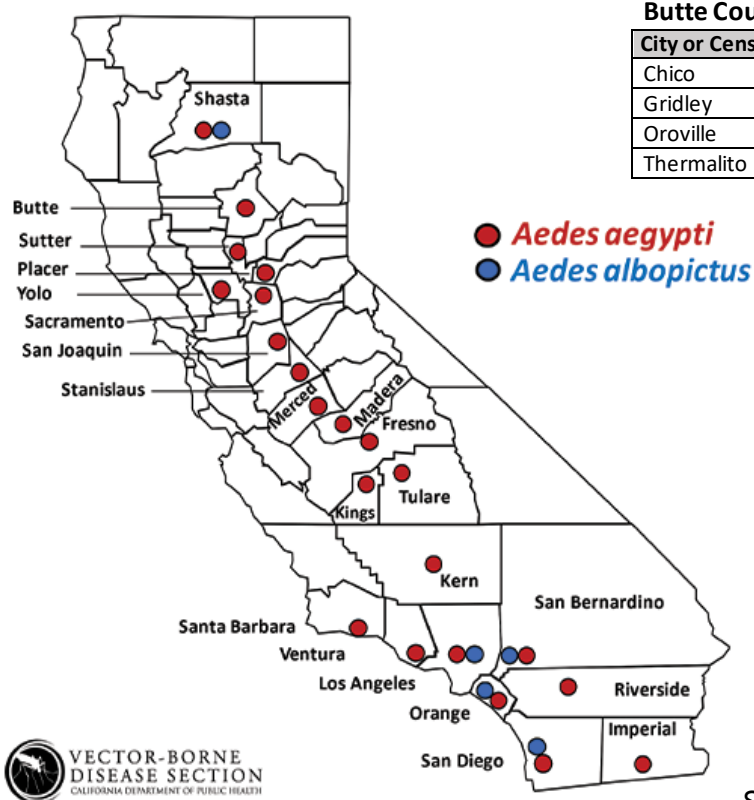 Butte Cou
City or Cens
Chico
Gridley
Oroville
Thermalito
Shasta
Butte
Sutter
Placer
Yolo
Sacramento
San Joaquin
Stanislaus
Merced
Madera
Fresno
Tulare
Kings
Kern
San Bernardino
Santa Barbara
Ventura
Los Angeles
Orange
Riverside
San Diego
Imperial
Aedes aegypti
Aedes albopictus
VECTOR-BORNE
DISEASE SECTION
CALIFORNIA DEPARTMENT OF PUBLIC HEALTH